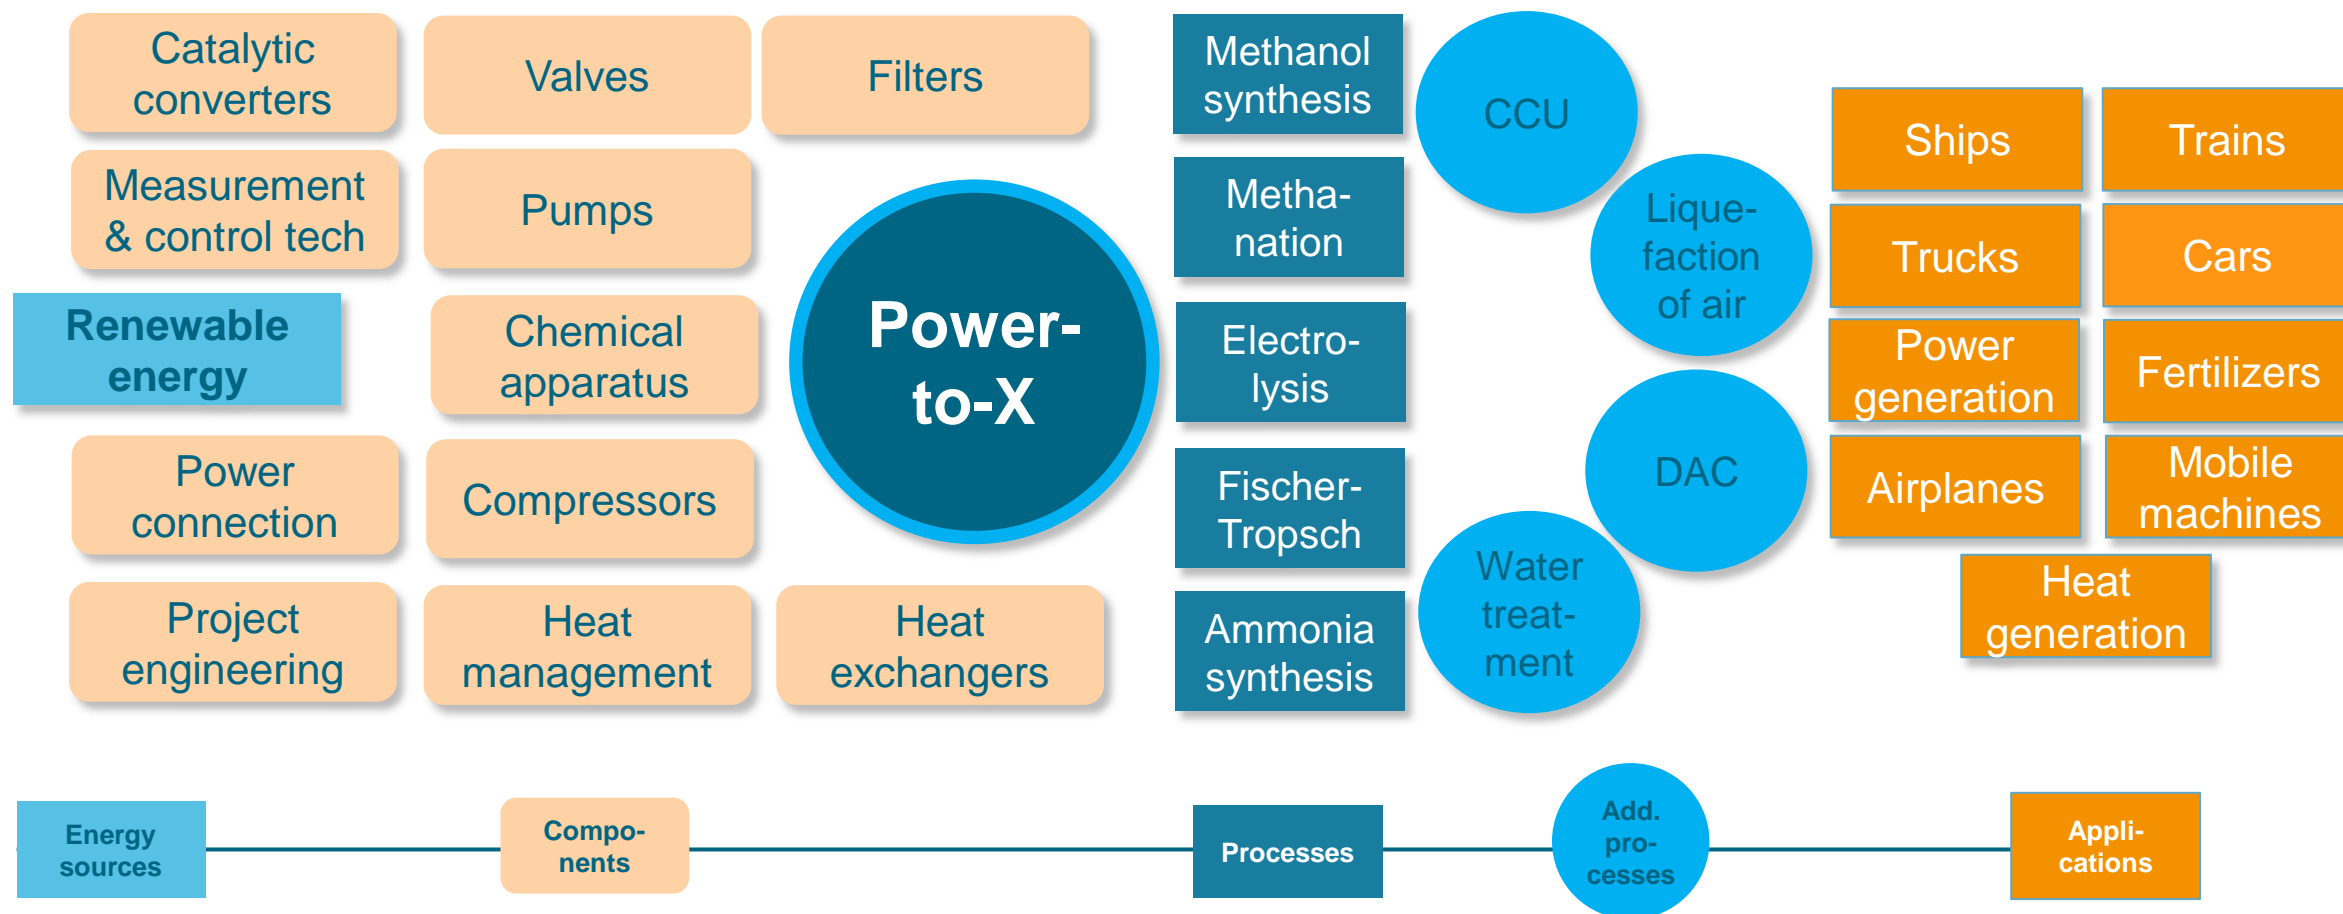 Catalytic
converters
Valves
Filters
Measurement
& control tech
Pumps
Renewable
energy
Chemical
apparatus
Power-
to-X
Power
connection
Compressors
Project
engineering
Heat
management
Heat
exchangers
Methanol
synthesis
Metha-
nation
Electro-
lysis
Fischer-
Tropsch
Ammonia
synthesis
CCU
Lique-
faction
of air
DAC
Water
treat-
ment
Ships
Trains
Trucks
Cars
Power
generation
Fertilizers
Airplanes
Mobile
machines
Heat
generation
Energy
sources
Compo-
nents
Processes
Add.
pro-
cesses
Appli-
cations